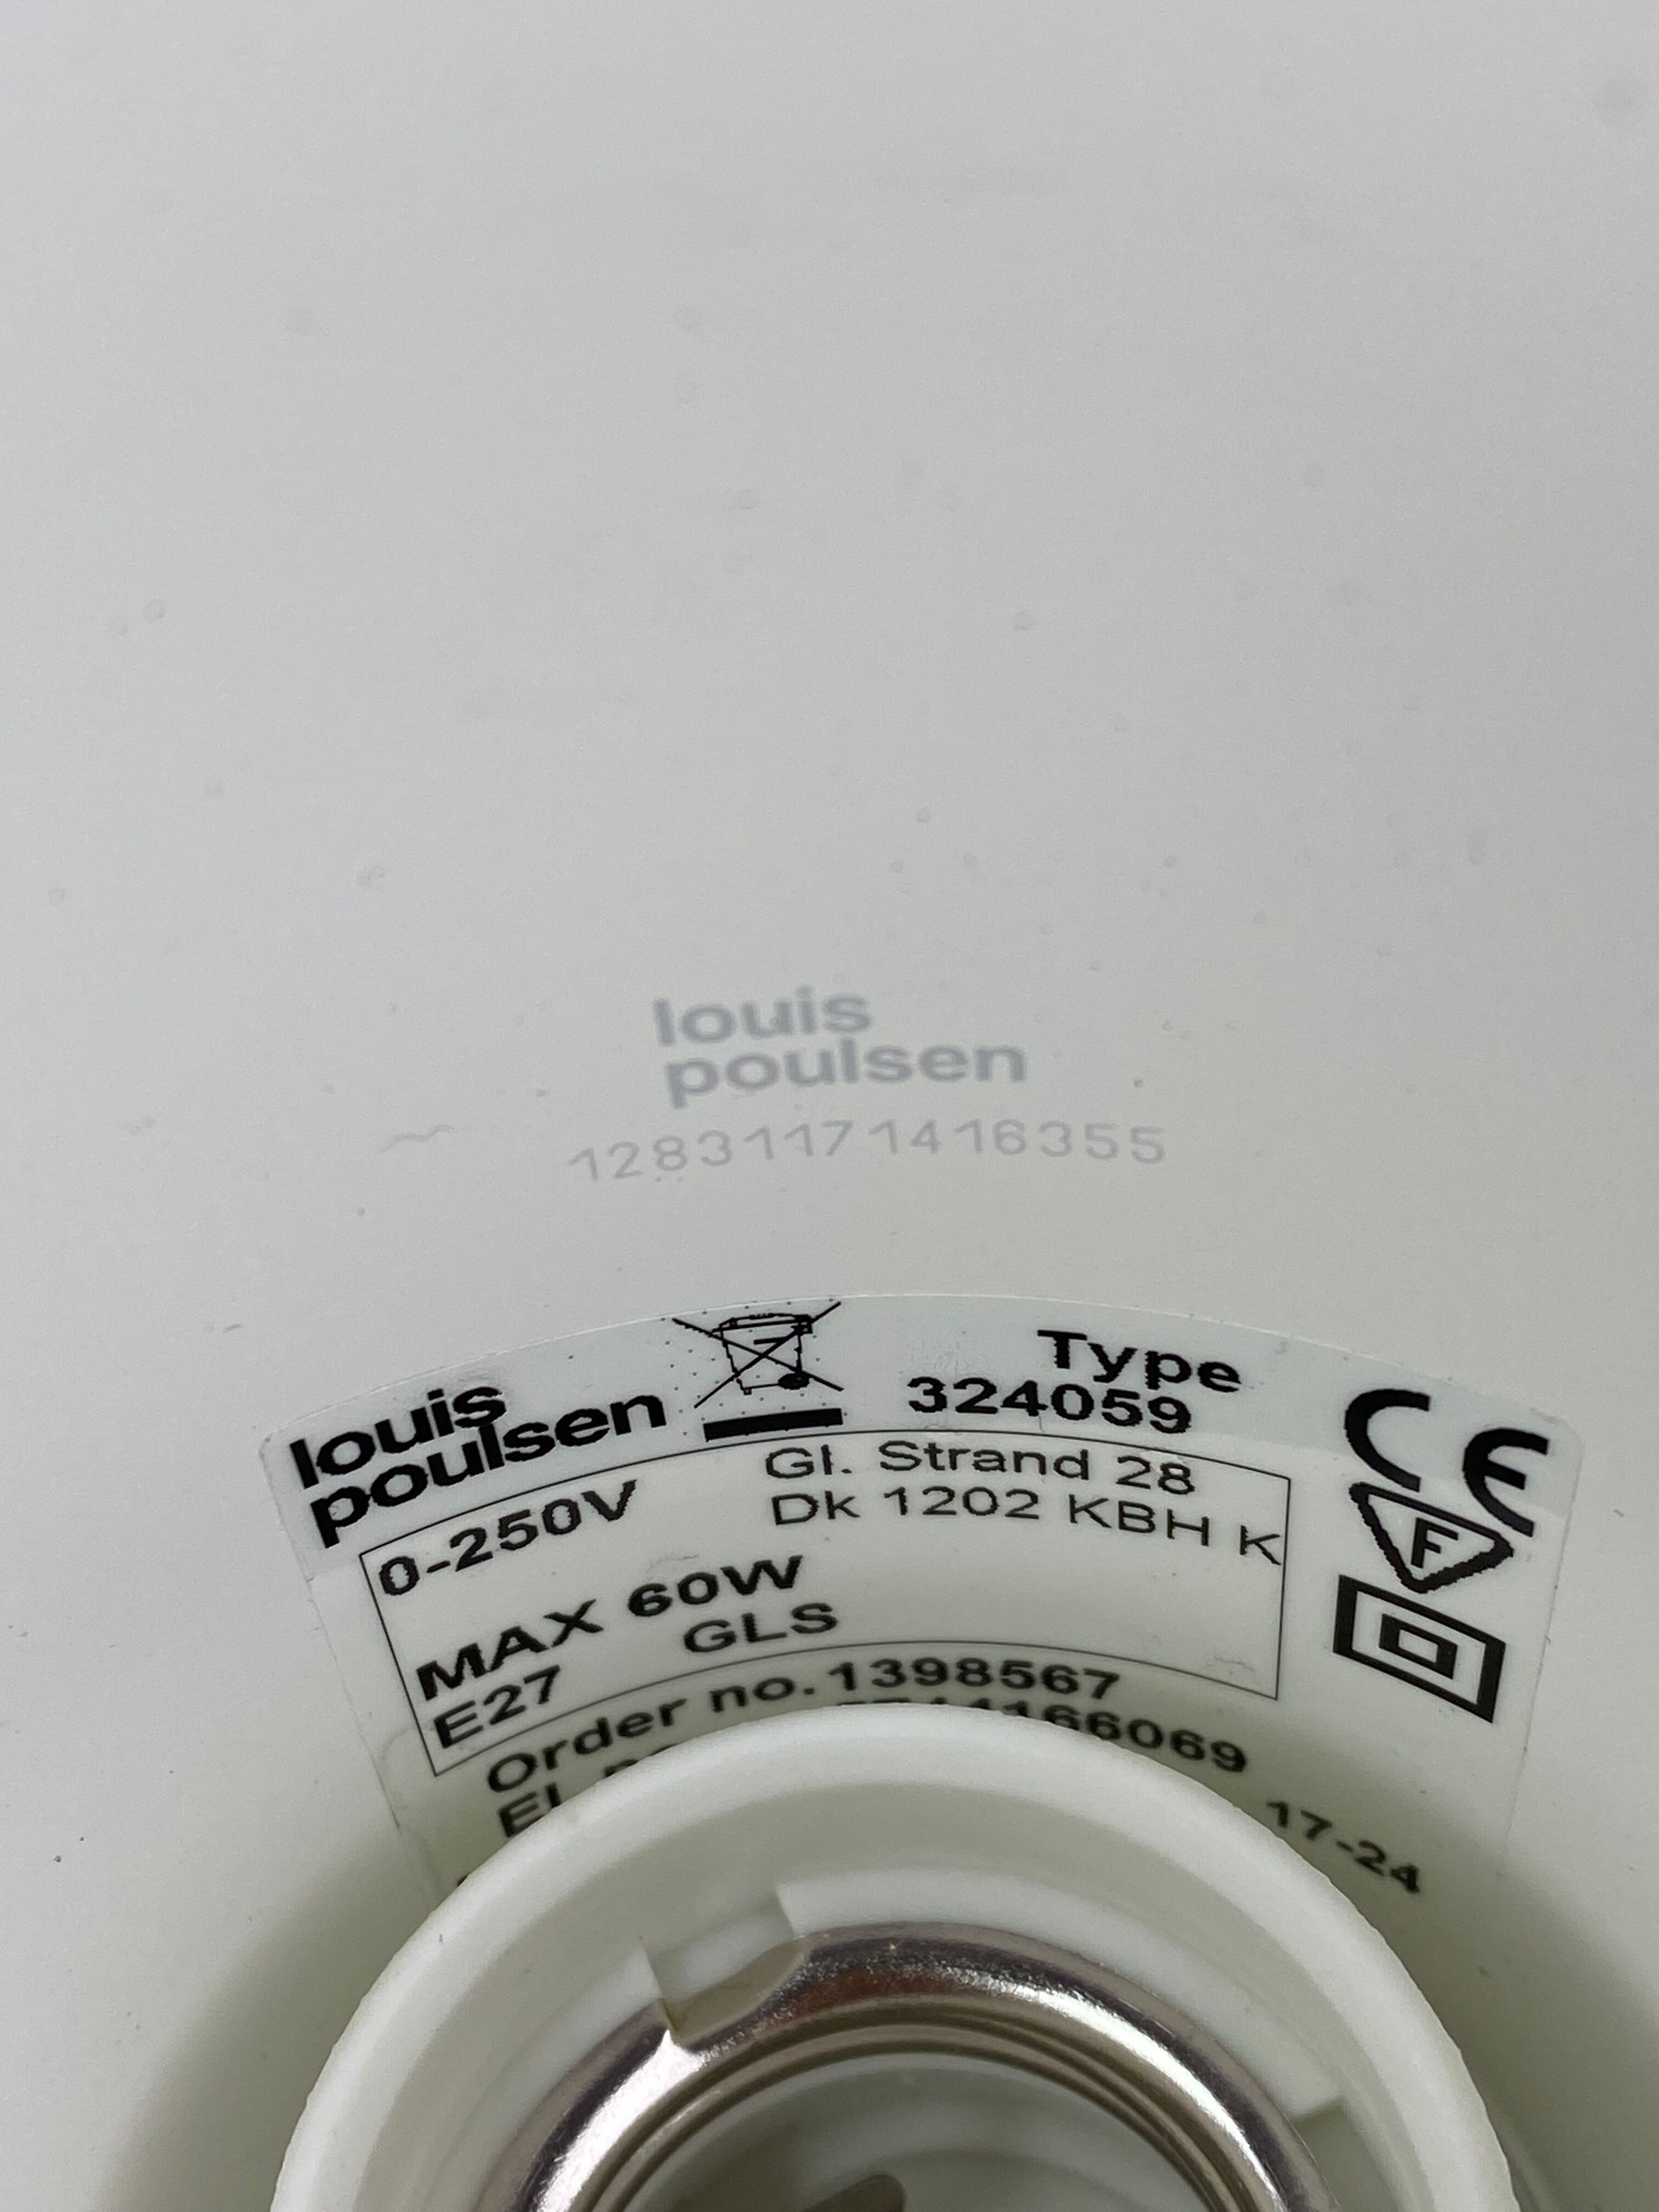 louis
poulsen
12831171416355
louis
poulsen
Type
324059
CE
F
0-250V
Gl. Strand 28
Dk 1202 KBH K
MAX 60W
GLS
E27
Order no.1398567
17-24